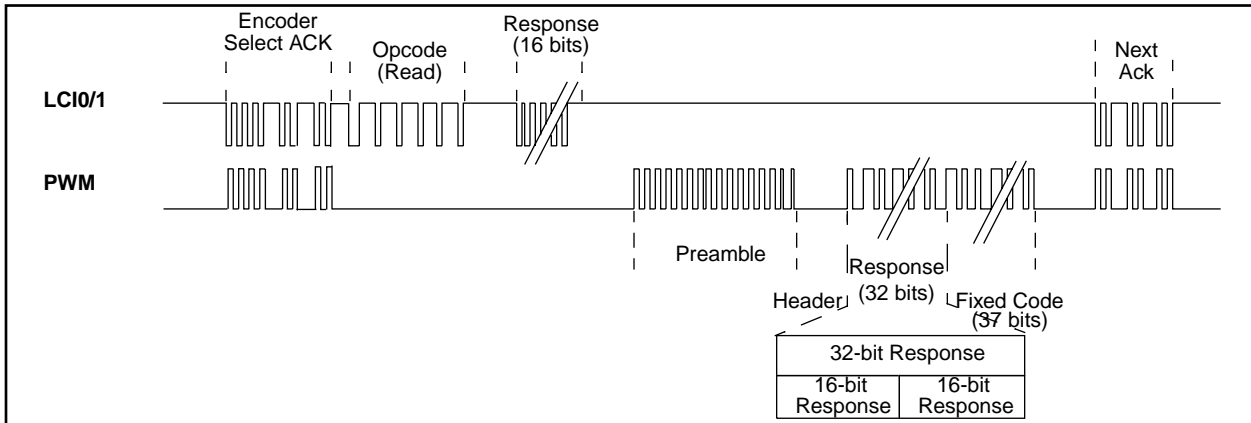 Encoder
Select ACK
Opcode
(Read)
Response
(16 bits)
Next
Ack
LCI0/1
PWM
Preamble
Response
(32 bits)
Header
Fixed Code
(37 bits)
32-bit Response
16-bit
Response
16-bit
Response